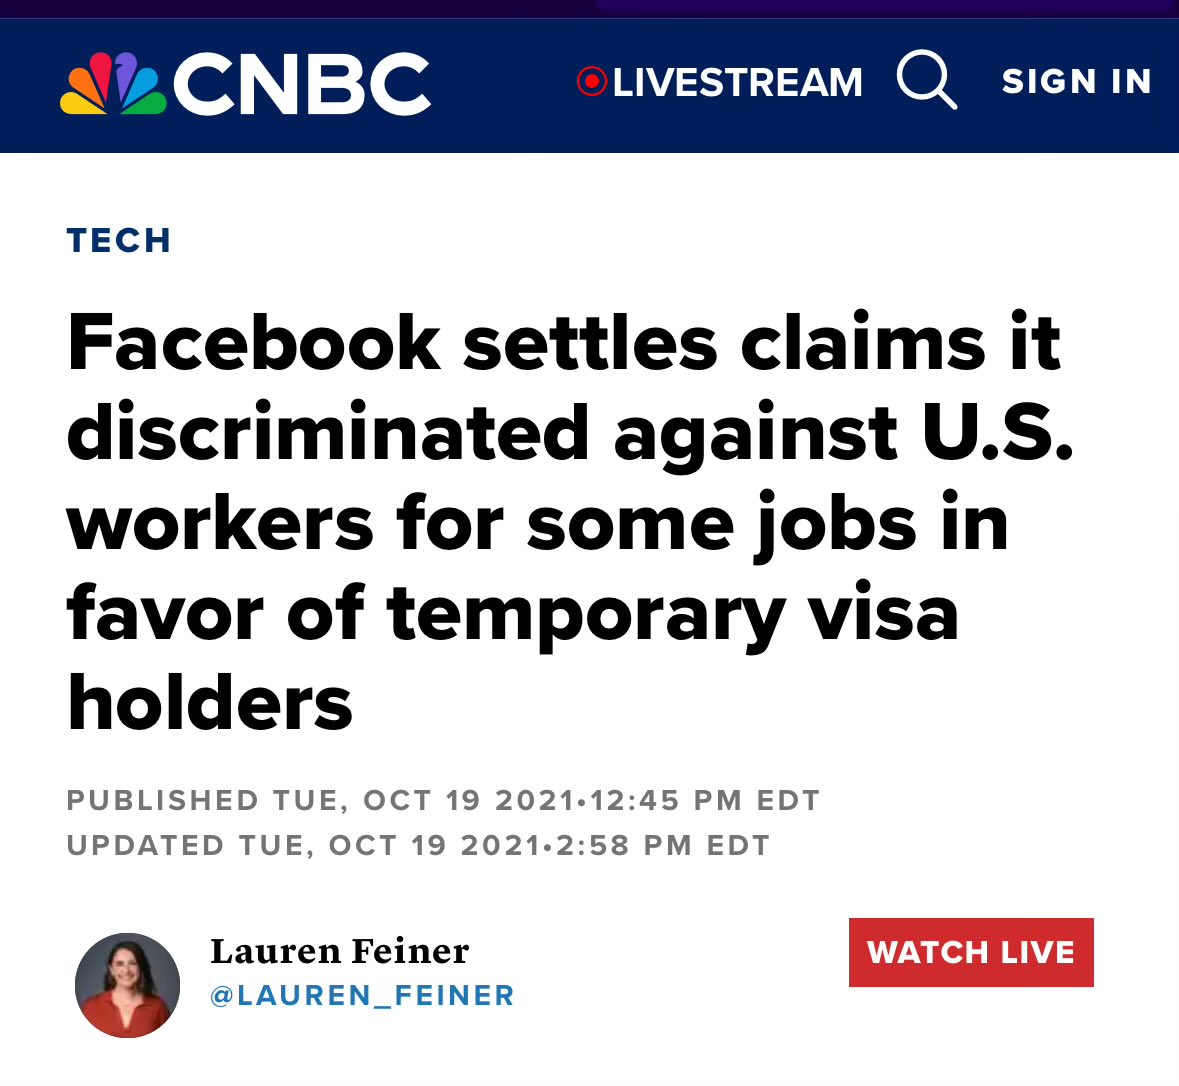 CNBC LIVESTREAM SIGN IN
TECH
Facebook settles claims it
discriminated against U.S.
workers for some jobs in
favor of temporary visa
holders
PUBLISHED TUE, OCT 19 2021•12:45 PM EDT
UPDATED TUE, OCT 19 2021•2:58 PM EDT
Lauren Feiner
@LAUREN_FEINER
WATCH LIVE